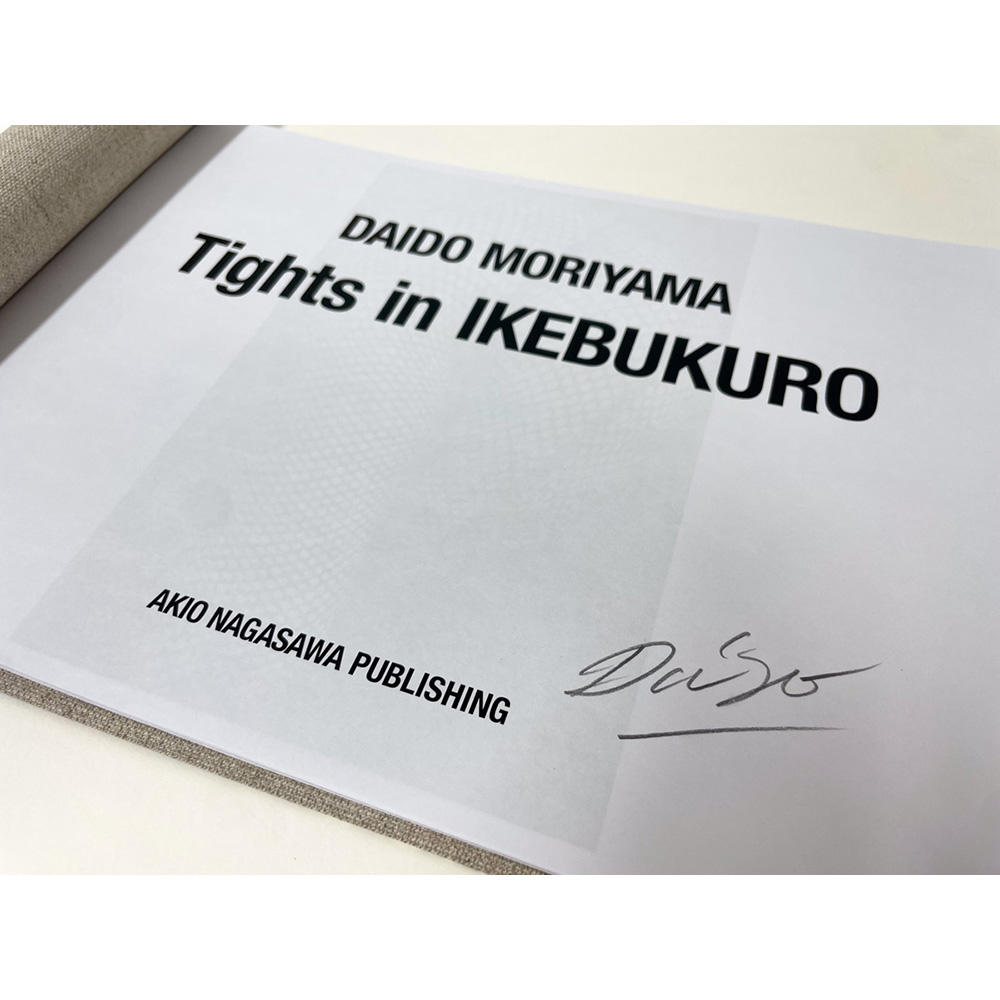 DAIDO MORIYAMA
Tights in IKEBUKURO
AKIO NAGASAWA PUBLISHING
Daido